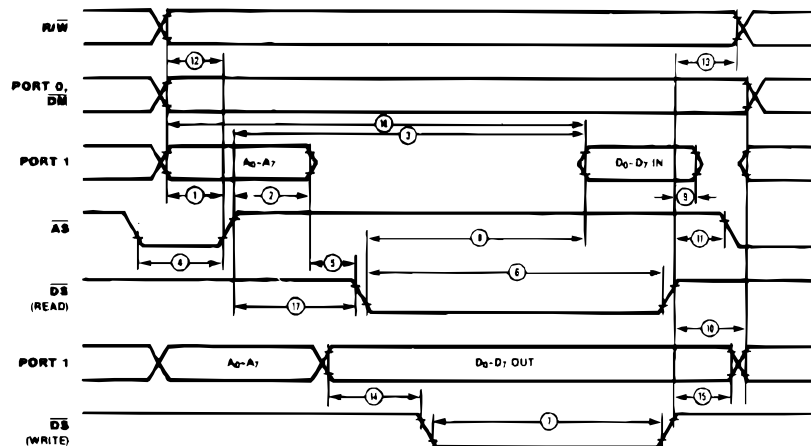 R/W̅
12
13
PORT 0,
D̅M̅
16
3
PORT 1
A₀-A₇
D₀-D₇ IN
1
2
9
A̅S̅
4
8
11
5
6
D̅S̅
(READ)
17
10
PORT 1
A₀-A₇
D₀-D₇ OUT
14
15
D̅S̅
(WRITE)
7